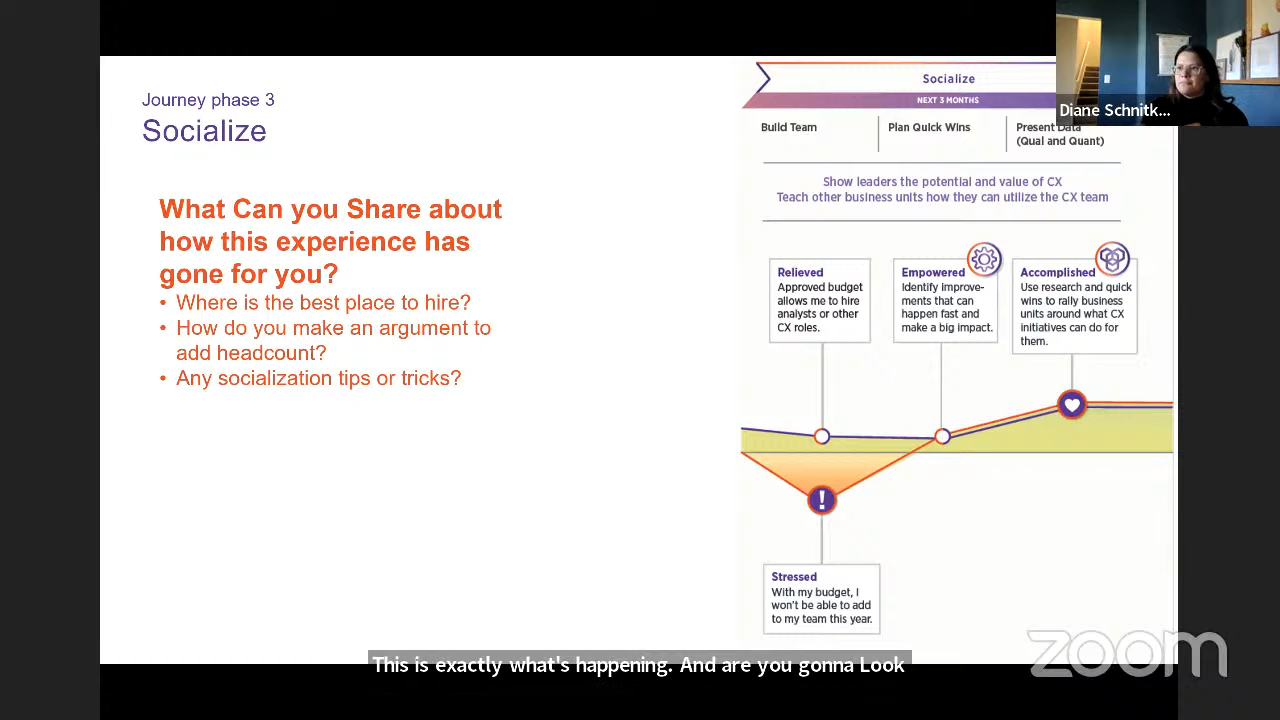 Journey phase 3
Socialize
What Can you Share about
how this experience has
gone for you?
• Where is the best place to hire?
• How do you make an argument to
add headcount?
• Any socialization tips or tricks?
Socialize
NEXT 3 MONTHS
Build Team
Plan Quick Wins
Present Data
(Qual and Quant)
Show leaders the potential and value of CX
Teach other business units how they can utilize the CX team
Relieved
Approved budget
allows me to hire
analysts or other
CX roles.
Empowered
Identify improve-
ments that can
happen fast and
make a big impact.
Accomplished
Use research and quick
wins to rally business
units around what CX
initiatives can do for
them.
!
Stressed
With my budget, I
won't be able to add
to my team this year.
Diane Schnitk...
This is exactly what's happening. And are you gonna Look
zoom